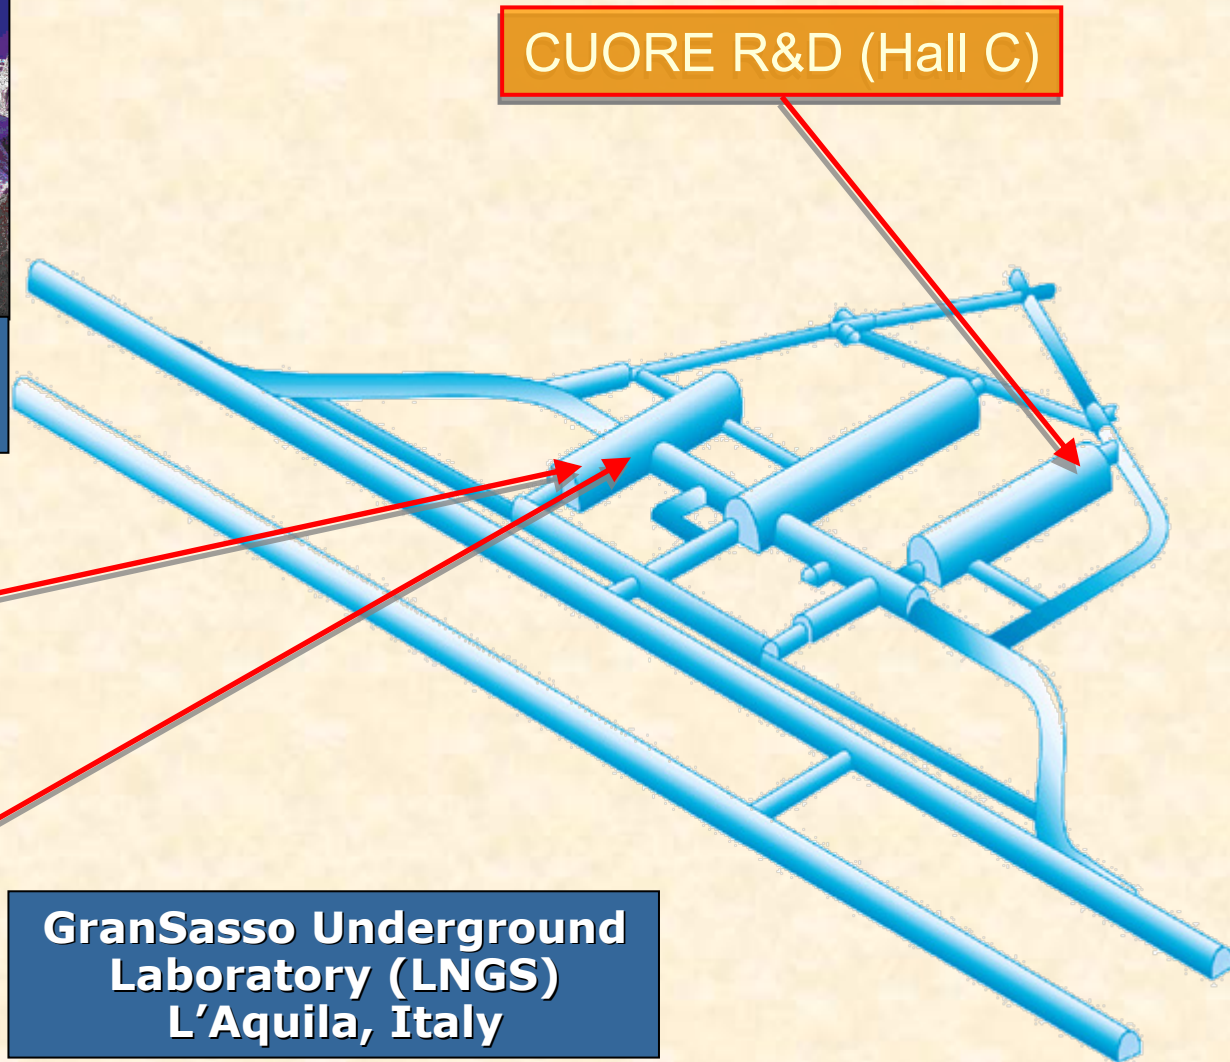 CUORE R&D (Hall C)
GranSasso Underground
Laboratory (LNGS)
L’Aquila, Italy